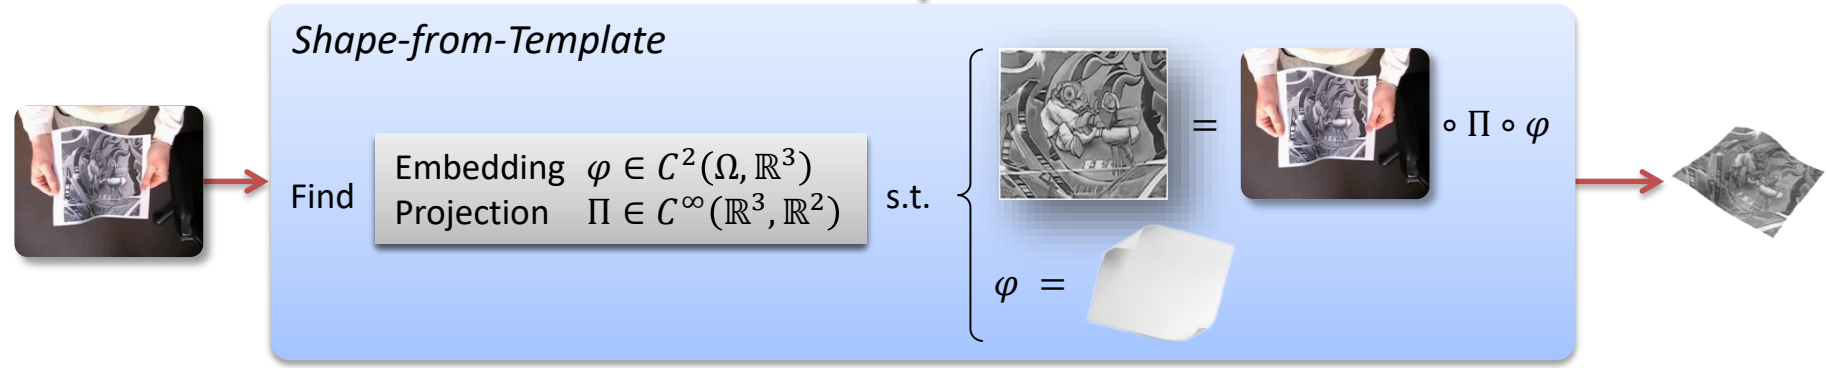 Shape-from-Template
Find
Embedding φ ∈ C²(Ω, ℝ³)
Projection Π ∈ C^∞(ℝ³, ℝ²)
s.t.
= ∘ Π ∘ φ
φ =